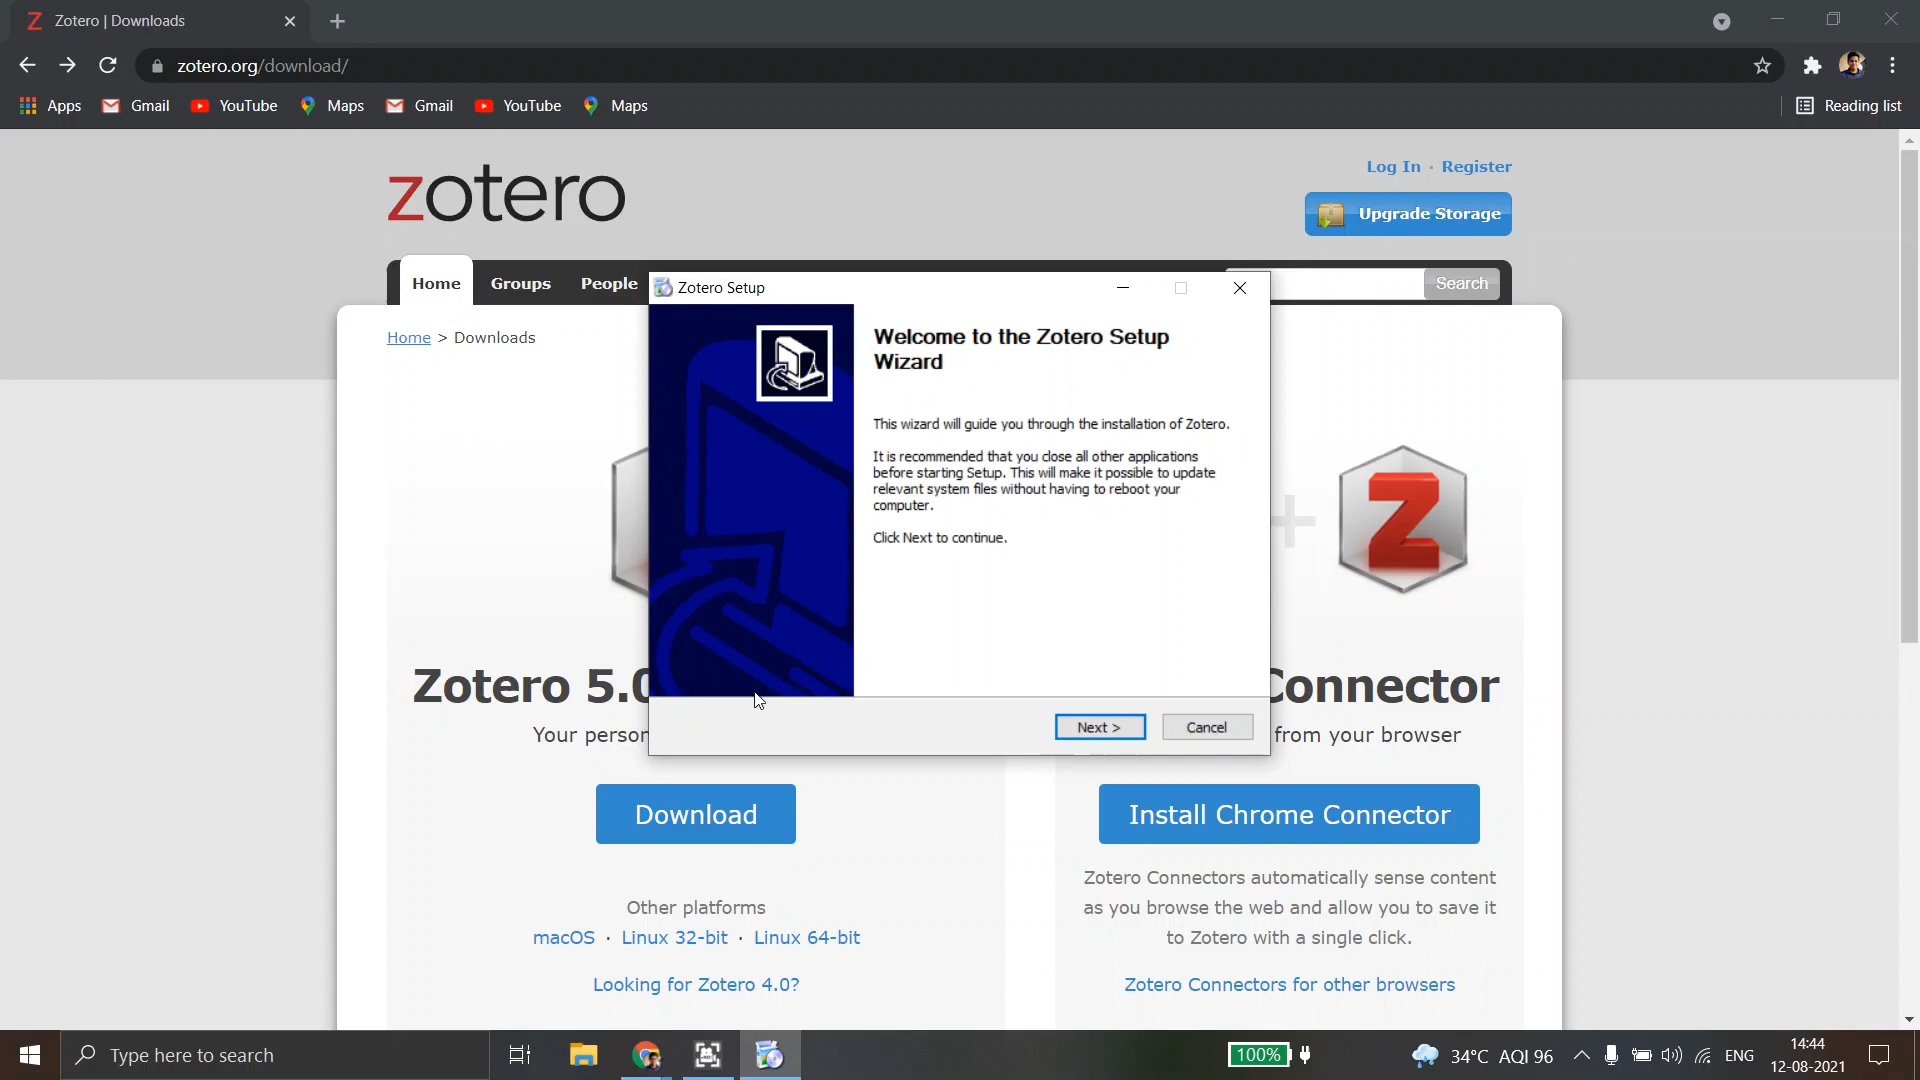 Zotero | Downloads
zotero.org/download/
Apps Gmail YouTube Maps Gmail YouTube Maps Reading list
zotero
Log In · Register
Upgrade Storage
Home Groups People Search
Home > Downloads
Zotero Setup
Welcome to the Zotero Setup
Wizard
This wizard will guide you through the installation of Zotero.
It is recommended that you close all other applications
before starting Setup. This will make it possible to update
relevant system files without having to reboot your
computer.
Click Next to continue.
Next >
Cancel
Zotero 5.0
Your person
Download
Other platforms
macOS · Linux 32-bit · Linux 64-bit
Looking for Zotero 4.0?
Connector
from your browser
Install Chrome Connector
Zotero Connectors automatically sense content
as you browse the web and allow you to save it
to Zotero with a single click.
Zotero Connectors for other browsers
Type here to search
100%
34°C AQI 96
ENG
14:44
12-08-2021